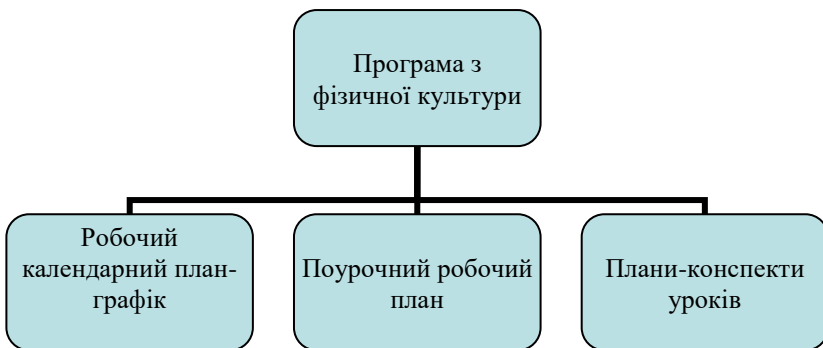 Програма з
фізичної культури
Робочий
календарний план-
графік
Поурочний робочий
план
Плани-конспекти
уроків